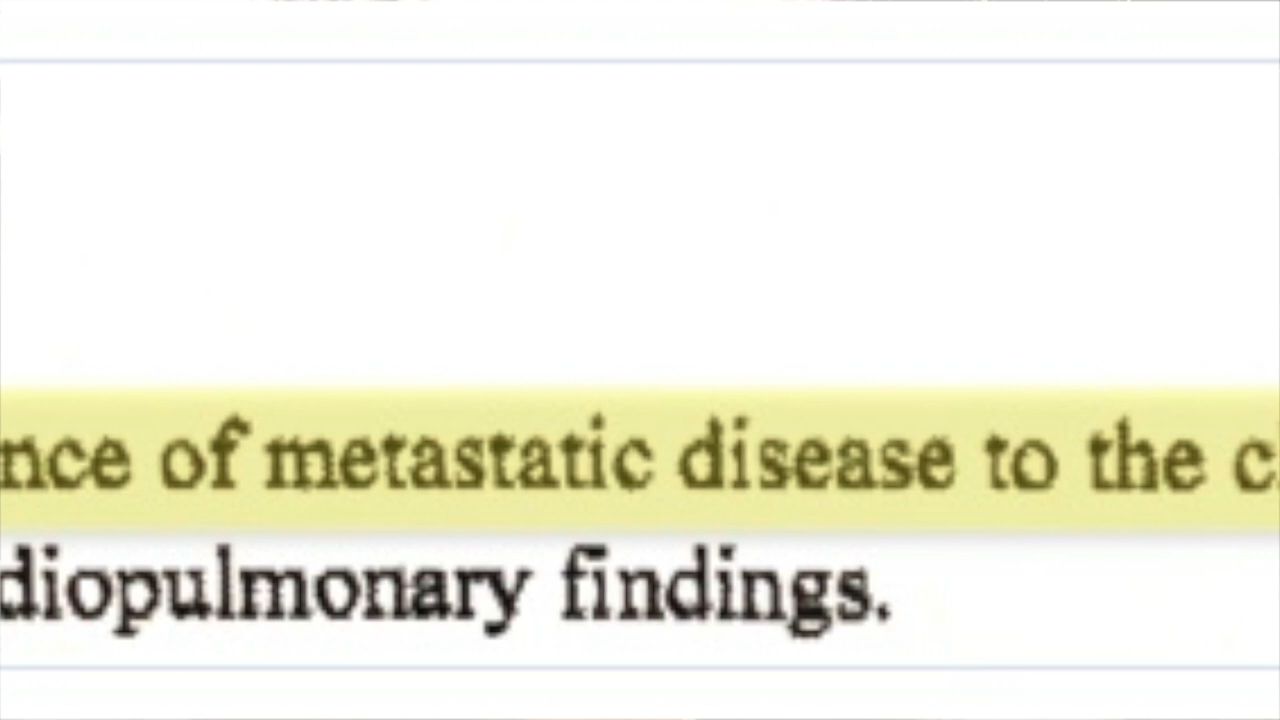 nce of metastatic disease to the c
diopulmonary findings.